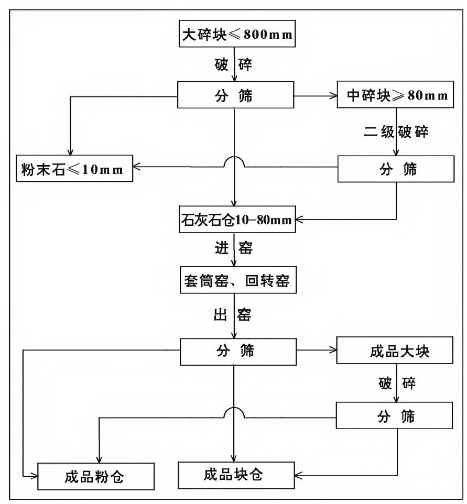 大碎块≤800mm
破碎
分筛
中碎块≥80mm
二级破碎
粉末石≤10mm
分筛
石灰石仓10-80mm
进窑
套筒窑、回转窑
出窑
分筛
成品大块
破碎
分筛
成品粉仓
成品块仓